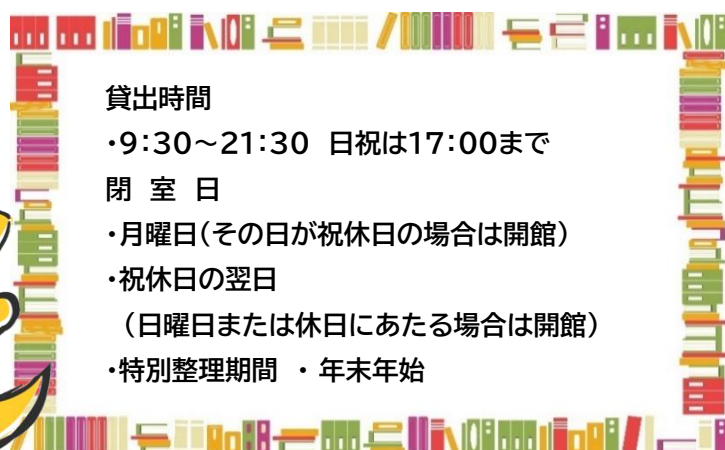 貸出時間
・9：30～21：30　日祝は17：00まで
閉　室　日
・月曜日（その日が祝休日の場合は開館）
・祝休日の翌日
（日曜日または休日にあたる場合は開館）
・特別整理期間　・年末年始